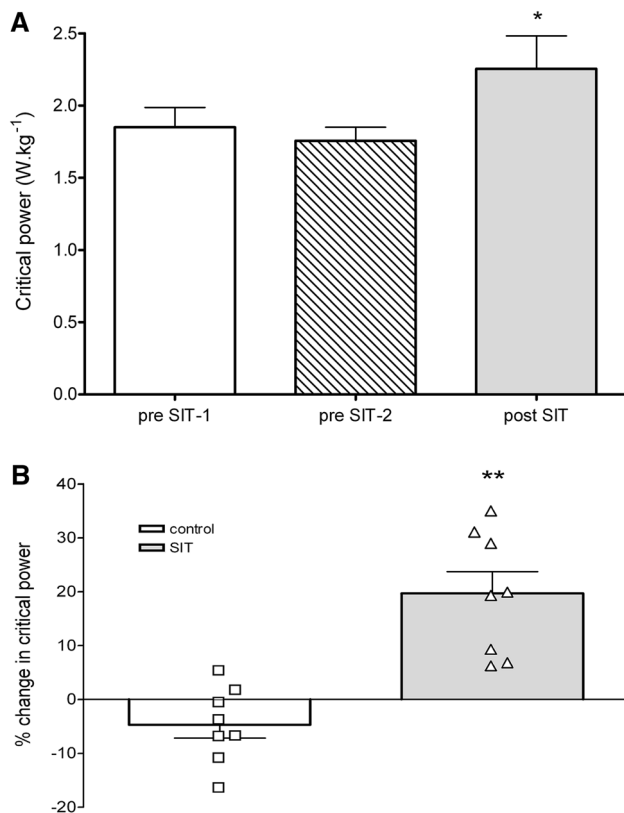 A
*
2.5
2.0
1.5
1.0
0.5
0.0
Critical power (W.kg⁻¹)
pre SIT-1 pre SIT-2 post SIT
B
**
40
30
20
10
0
-10
-20
% change in critical power
control
SIT